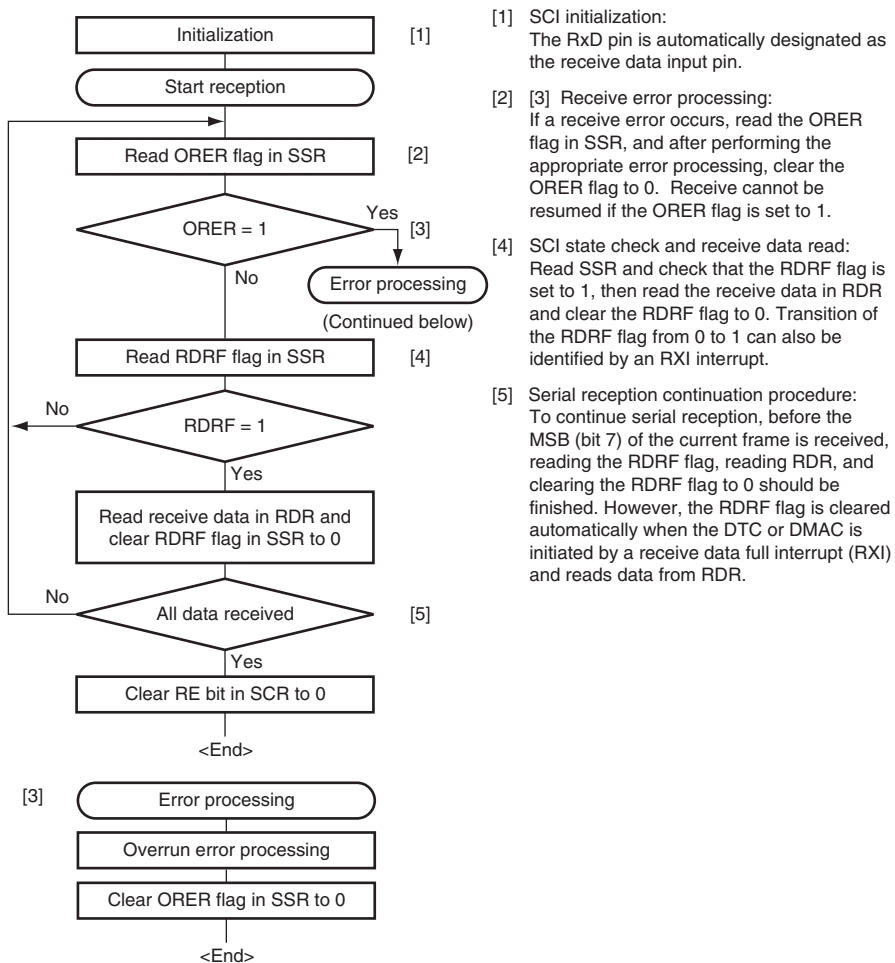 Initialization
[1]
Start reception
Read ORER flag in SSR
[2]
ORER = 1
Yes
[3]
No
Error processing
(Continued below)
Read RDRF flag in SSR
[4]
No
RDRF = 1
Yes
Read receive data in RDR and
clear RDRF flag in SSR to 0
No
All data received
[5]
Yes
Clear RE bit in SCR to 0
<End>
[3]
Error processing
Overrun error processing
Clear ORER flag in SSR to 0
<End>
[1] SCI initialization:
The RxD pin is automatically designated as
the receive data input pin.
[2] [3] Receive error processing:
If a receive error occurs, read the ORER
flag in SSR, and after performing the
appropriate error processing, clear the
ORER flag to 0. Receive cannot be
resumed if the ORER flag is set to 1.
[4] SCI state check and receive data read:
Read SSR and check that the RDRF flag is
set to 1, then read the receive data in RDR
and clear the RDRF flag to 0. Transition of
the RDRF flag from 0 to 1 can also be
identified by an RXI interrupt.
[5] Serial reception continuation procedure:
To continue serial reception, before the
MSB (bit 7) of the current frame is received,
reading the RDRF flag, reading RDR, and
clearing the RDRF flag to 0 should be
finished. However, the RDRF flag is cleared
automatically when the DTC or DMAC is
initiated by a receive data full interrupt (RXI)
and reads data from RDR.